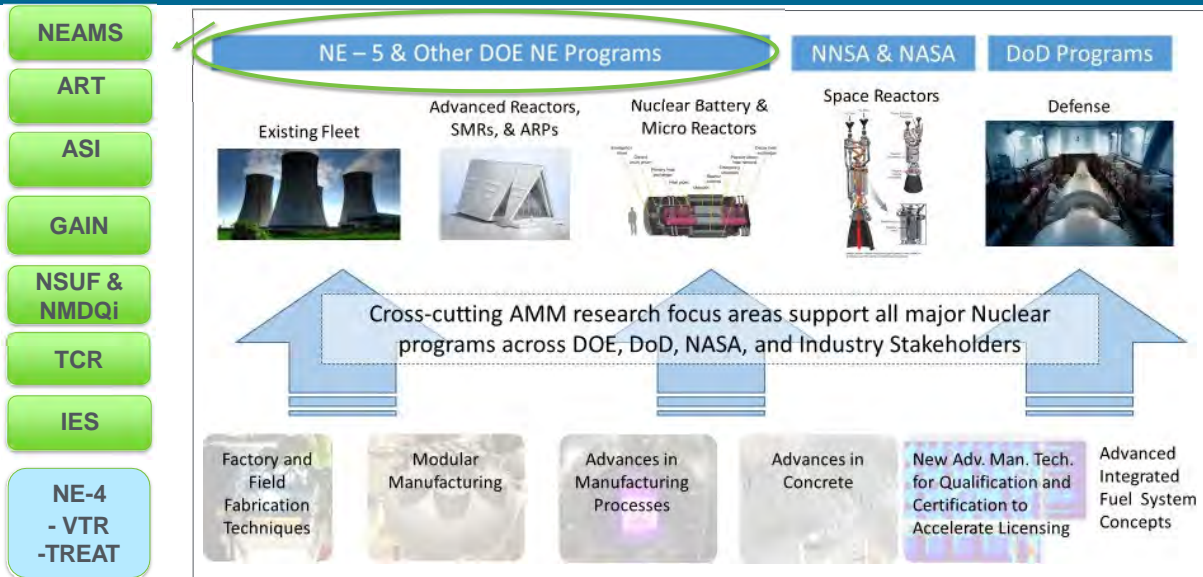 NEAMS
ART
ASI
GAIN
NSUF &
NMDQi
TCR
IES
NE-4
- VTR
-TREAT
NE – 5 & Other DOE NE Programs
NNSA & NASA
DoD Programs
Existing Fleet
Advanced Reactors,
SMRs, & ARPs
Nuclear Battery &
Micro Reactors
Space Reactors
Defense
Cross-cutting AMM research focus areas support all major Nuclear
programs across DOE, DoD, NASA, and Industry Stakeholders
Factory and
Field
Fabrication
Techniques
Modular
Manufacturing
Advances in
Manufacturing
Processes
Advances in
Concrete
New Adv. Man. Tech.
for Qualification and
Certification to
Accelerate Licensing
Advanced
Integrated
Fuel System
Concepts